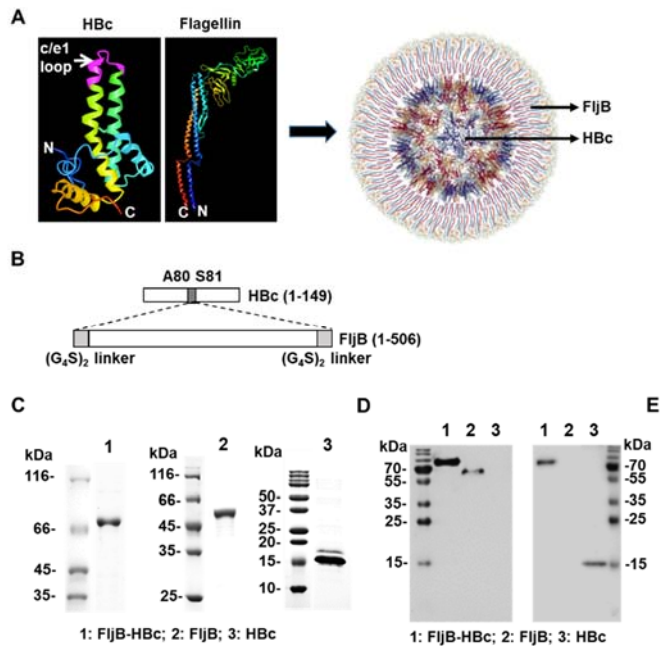 A
HBc
Flagellin
c/e1
loop
N
C
C N
FljB
HBc
B
A80 S81
HBc (1-149)
FljB (1-506)
(G₄S)₂ linker
(G₄S)₂ linker
C
kDa
1
116-
66-
45-
35-
kDa
2
116-
66-
45-
35-
25-
kDa
3
50-
37-
25-
20-
15-
10-
1: FljB-HBc; 2: FljB; 3: HBc
D
E
kDa
1 2 3
70-
55-
35-
25-
15-
1 2 3
kDa
-70
-55
-35
-25
-15
1: FljB-HBc; 2: FljB; 3: HBc